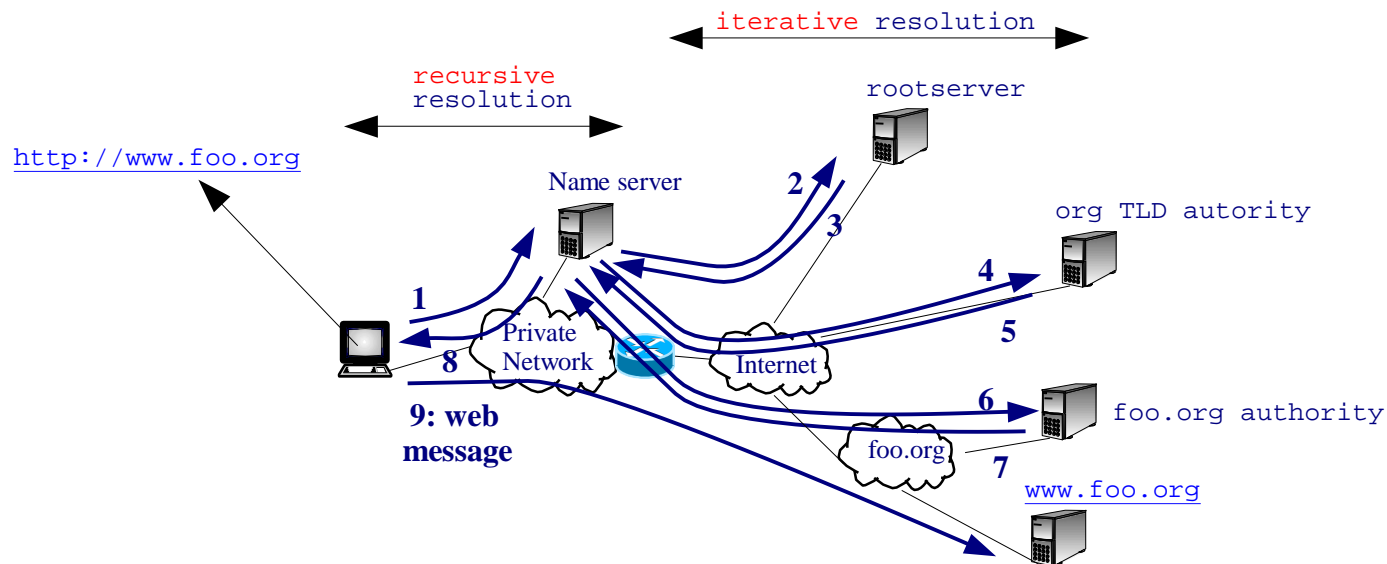 iterative resolution
recursive
resolution
rootserver
http://www.foo.org
Name server
2
3
org TLD autority
4
1
5
Private
Network
8
Internet
6
foo.org authority
9: web
message
foo.org
7
www.foo.org